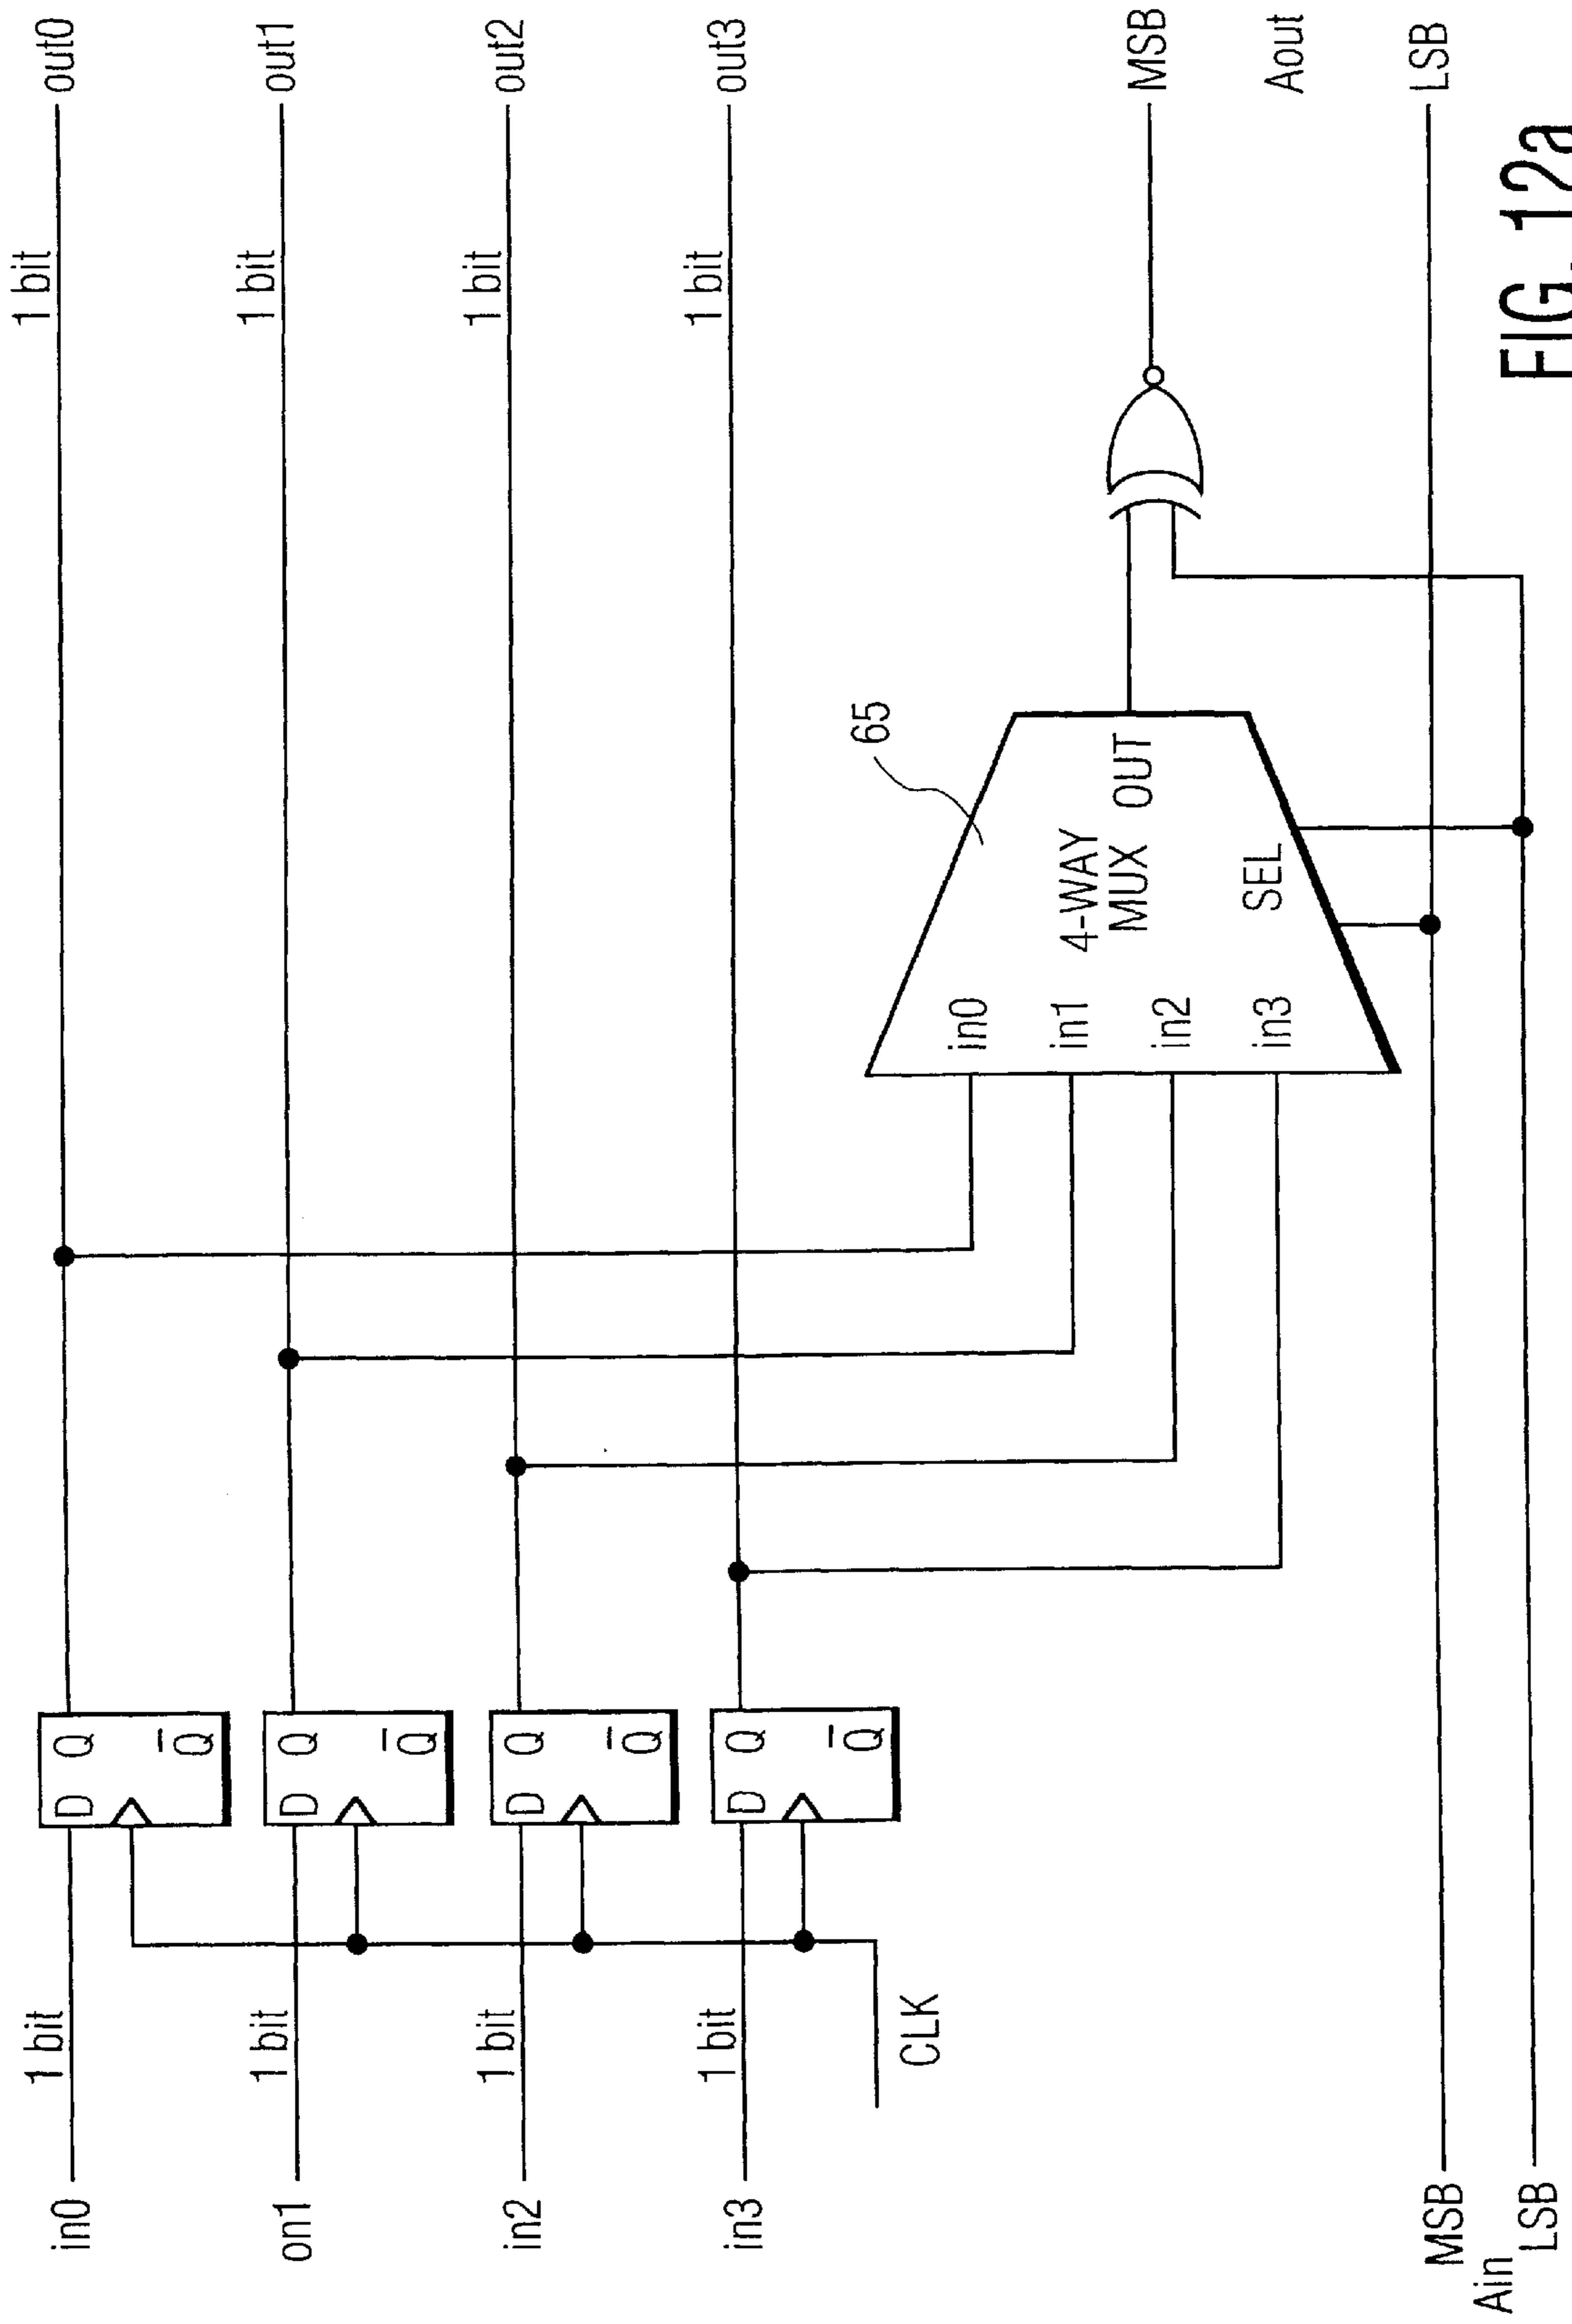 in0
1 bit
D Q
Q̅
1 bit
out0
on1
1 bit
D Q
Q̅
1 bit
out1
in2
1 bit
D Q
Q̅
1 bit
out2
in3
1 bit
D Q
Q̅
1 bit
out3
CLK
65
in0
in1
in2
in3
4-WAY
MUX OUT
SEL
MSB
Aout
LSB
MSB
Ain
LSB
FIG. 12a